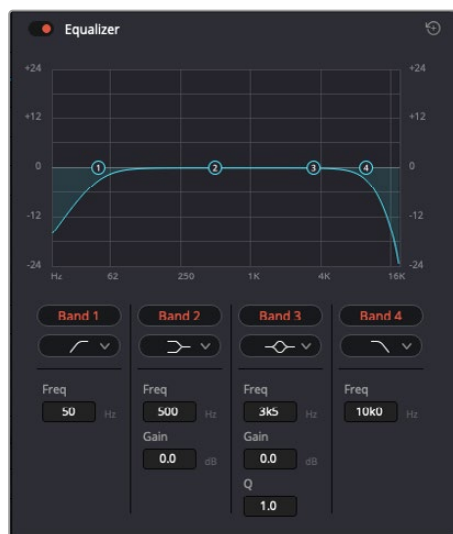 Equalizer
+24 +24
+12 +12
0 1 2 3 4 0
-12 -12
-24 -24
Hz 62 250 1K 4K 16K
Band 1 Band 2 Band 3 Band 4
Freq Freq Freq Freq
50 Hz 500 Hz 3k5 Hz 10k0 Hz
Gain Gain
0.0 dB 0.0 dB
Q
1.0